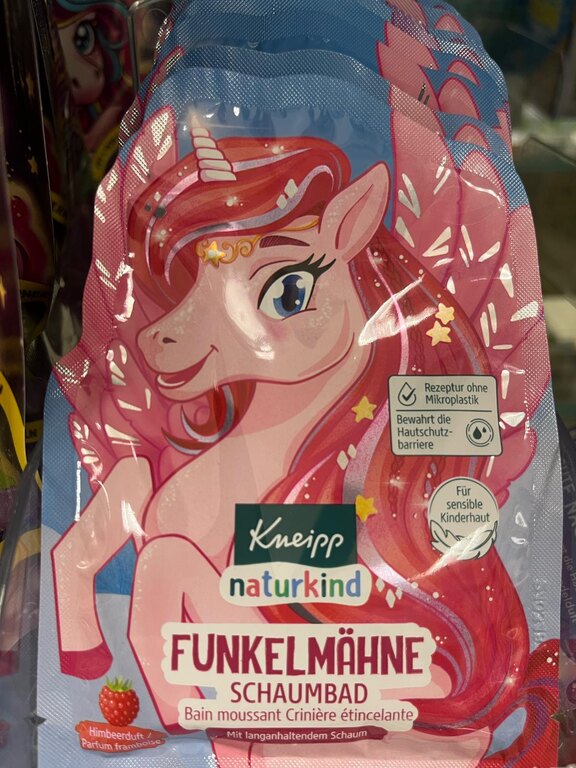 Rezeptur ohne
Mikroplastik
Bewahrt die
Hautschutz-
barriere
Für
sensible
Kinderhaut
Kneipp
naturkind
FUNKELMÄHNE
SCHAUMBAD
Bain moussant Crinière étincelante
Mit langanhaltendem Schaum
Himbeerduft /
Parfum framboise